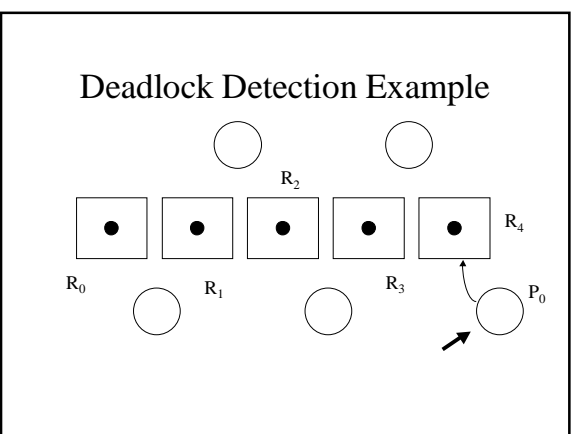 Deadlock Detection Example
R₂
R₄
R₀
R₁
R₃
P₀